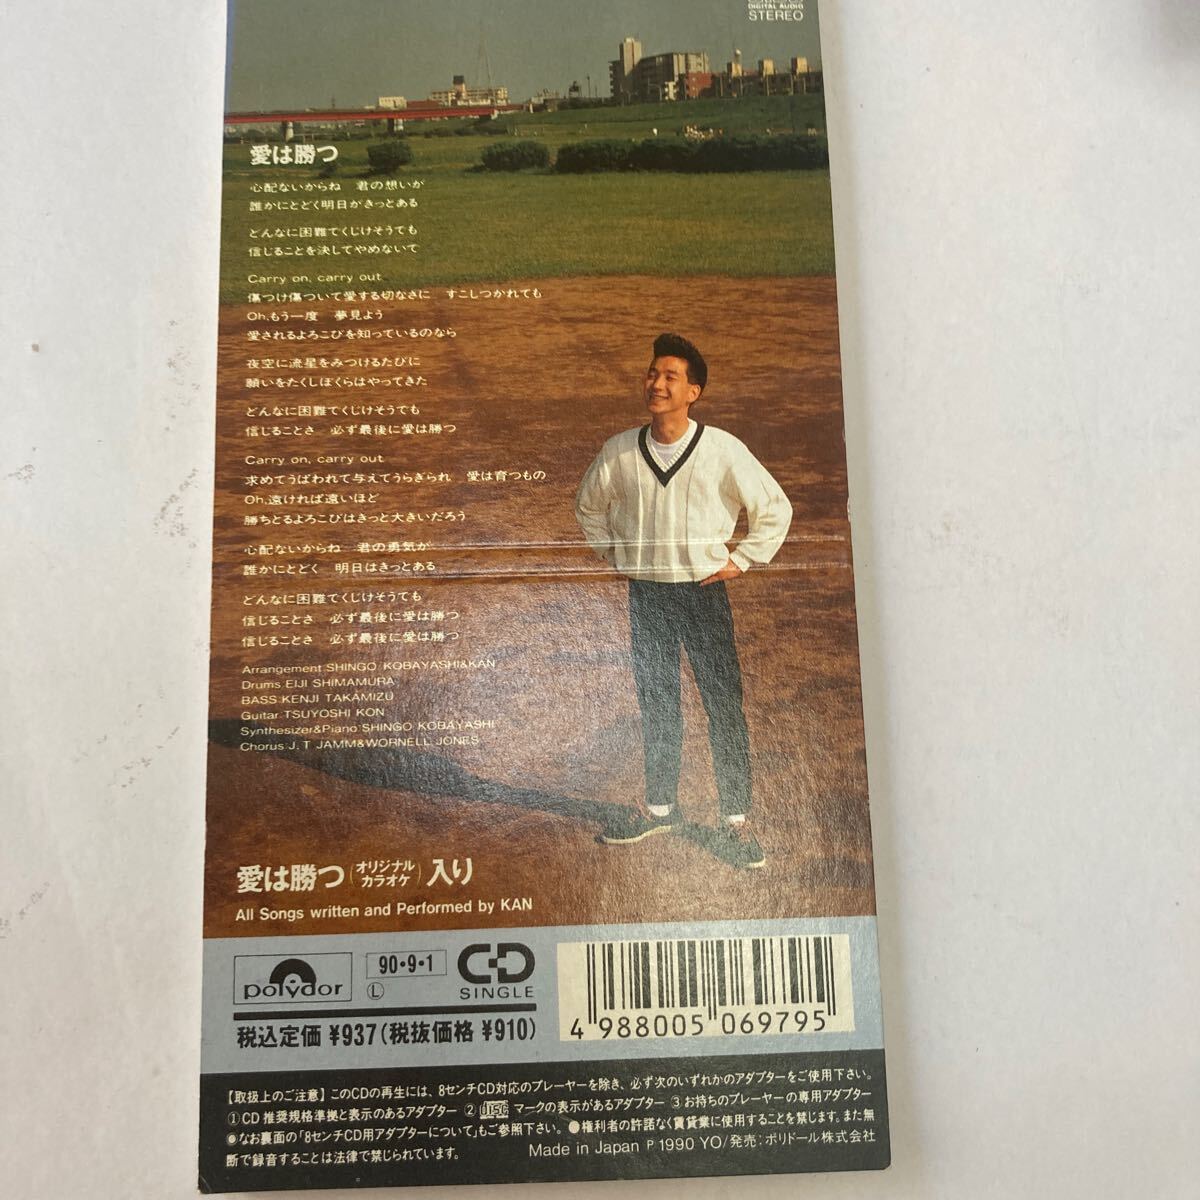 DIGITAL AUDIO
STEREO
愛は勝つ
心配ないからね　君の想いが
誰かにとどく明日がきっとある
どんなに困難でくじけそうでも
信じることを決してやめないで
Carry on, carry out
傷つけ傷ついて愛する切なさに　すこしつかれても
Oh,もう一度　夢見よう
愛されるよろこびを知っているのなら
夜空に流星をみつけるたびに
願いをたくしぼくらはやってきた
どんなに困難でくじけそうでも
信じることさ　必ず最後に愛は勝つ
Carry on, carry out
求めてうばわれて与えてうらぎられ　愛は育つもの
Oh,遠ければ遠いほど
勝ちとるよろこびはきっと大きいだろう
心配ないからね　君の勇気が
誰かにとどく　明日はきっとある
どんなに困難でくじけそうでも
信じることさ　必ず最後に愛は勝つ
信じることさ　必ず最後に愛は勝つ
Arrangement:SHINGO KOBAYASHI&KAN
Drums:EIJI SHIMAMURA
BASS:KENJI TAKAMIZU
Guitar:TSUYOSHI KON
Synthesizer&Piano:SHINGO KOBAYASHI
Chorus:J.T JAMM&WORNELL JONES
愛は勝つ(オリジナルカラオケ)入り
All Songs written and Performed by KAN
polydor
90・9・1
Ⓛ
CD
SINGLE
税込定価 ¥937(税抜価格 ¥910)
4 988005 069795
【取扱上のご注意】このCDの再生には、8センチCD対応のプレーヤーを除き、必ず次のいずれかのアダプターをご使用下さい。
①CD 推奨規格準拠と表示のあるアダプター ②disc マークの表示があるアダプター ③お持ちのプレーヤーの専用アダプター
●なお裏面の「8センチCD用アダプターについて」もご参照下さい。●権利者の許諾なく賃貸業に使用することを禁じます。また無
断で録音することは法律で禁じられています。
Made in Japan P 1990 YO/発売：ポリドール株式会社